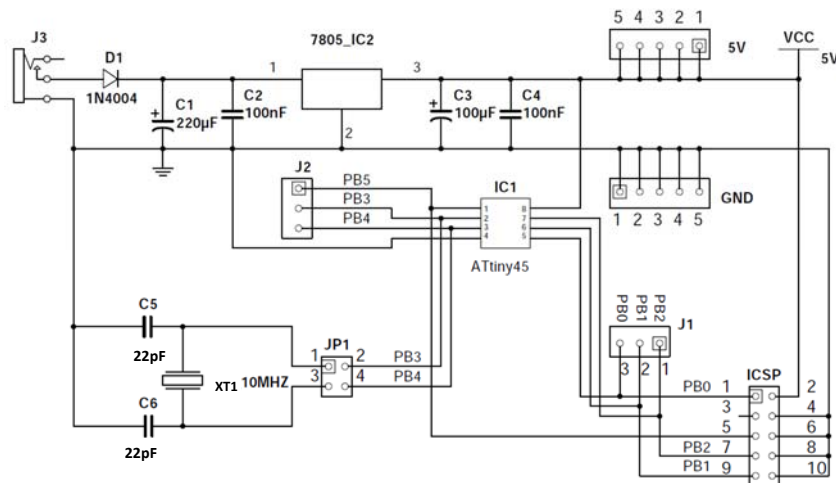 5 4 3 2 1
5V
VCC
5V
J3
D1
1N4004
7805_IC2
1
3
2
C1
220µF
C2
100nF
C3
100µF
C4
100nF
J2
PB5
PB3
PB4
IC1
1 8
2 7
3 6
4 5
ATtiny45
GND
1 2 3 4 5
C5
22pF
XT1 10MHZ
C6
22pF
JP1
1 2
3 4
PB3
PB4
PB0
PB1
PB2
J1
3 2 1
ICSP
PB0 1 2
3 4
5 6
PB2 7 8
PB1 9 10